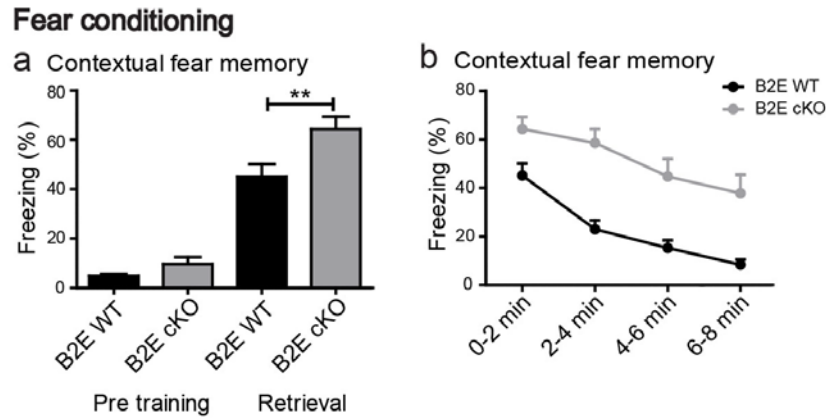 Fear conditioning
a Contextual fear memory
Freezing (%)
80
60
40
20
0
**
B2E WT
B2E cKO
B2E WT
B2E cKO
Pre training
Retrieval
b Contextual fear memory
B2E WT
B2E cKO
Freezing (%)
80
60
40
20
0
0-2 min
2-4 min
4-6 min
6-8 min